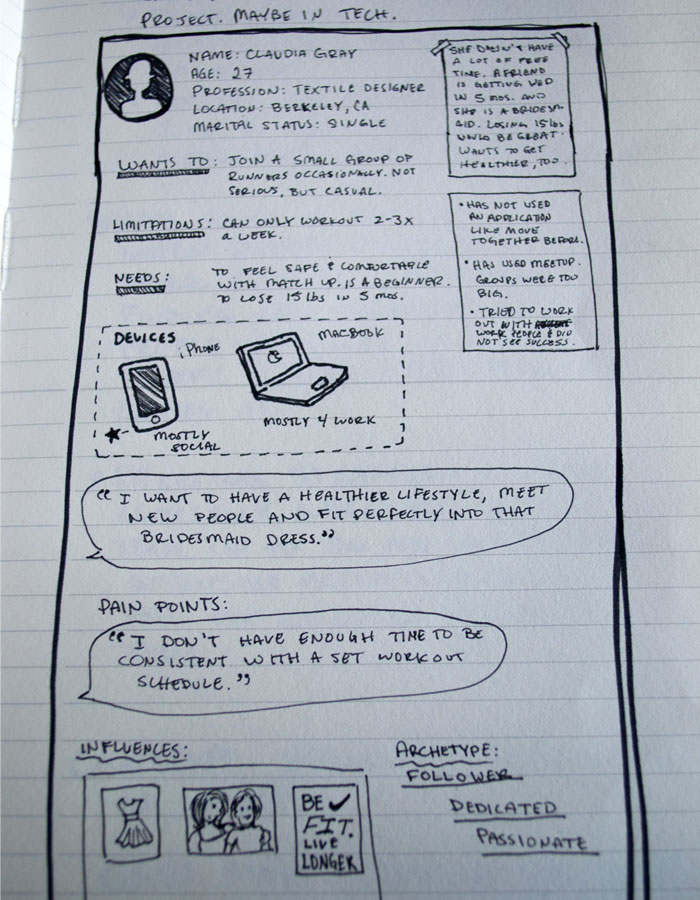 PROJECT. MAYBE IN TECH.
NAME: CLAUDIA GRAY
AGE: 27
PROFESSION: TEXTILE DESIGNER
LOCATION: BERKELEY, CA
MARITAL STATUS: SINGLE
SHE DOESN'T HAVE
A LOT OF FREE
TIME. A FRIEND
IS GETTING WED
IN 5 MOS. AND
SHE IS A BRIDESM-
AID. LOSING 15 lbs
WULD BE GREAT.
WANTS TO GET
HEALTHIER, TOO.
WANTS TO: JOIN A SMALL GROUP OF
RUNNERS OCCASIONALLY. NOT
SERIOUS, BUT CASUAL.
LIMITATIONS: CAN ONLY WORKOUT 2-3x
a WEEK.
NEEDS: TO FEEL SAFE & COMFORTABLE
WITH MATCH UP. IS A BEGINNER.
TO LOSE 15 lbs IN 5 MOS.
• HAS NOT USED
AN APPLICATION
LIKE MOVE
TOGETHER BEFORE.
• HAS USED MEETUP.
GROUPS WERE TOO
BIG.
• TRIED TO WORK
OUT WITH
WORK PEOPLE & DID
NOT SEE SUCCESS.
DEVICES
iPHONE
MACBOOK
MOSTLY
SOCIAL
MOSTLY 4 WORK
"I WANT TO HAVE A HEALTHIER LIFESTYLE, MEET
NEW PEOPLE AND FIT PERFECTLY INTO THAT
BRIDESMAID DRESS."
PAIN POINTS:
"I DON'T HAVE ENOUGH TIME TO BE
CONSISTENT WITH A SET WORKOUT
SCHEDULE."
INFLUENCES:
BE
FIT.
LIVE
LONGER
ARCHETYPE:
FOLLOWER
DEDICATED
PASSIONATE